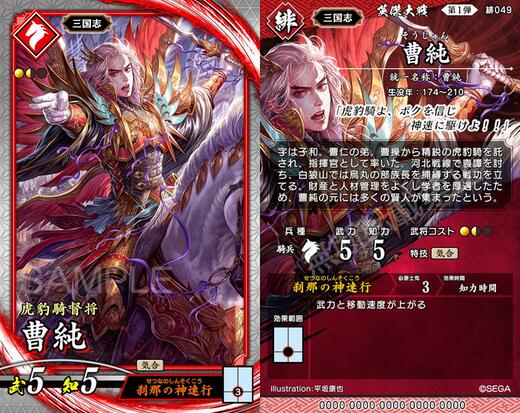 三国志
SAMPLE
虎豹騎督将
曹純
気合
武5 知5
せつなのしんそくこう
刹那の神速行
3
緋
三国志
英傑大戦
第1弾
緋049
そうじゅん
曹純
統一名称:曹純
生没年:174~210
「虎豹騎よ、ボクを信じ
神速に駆けよ!!」
字は子和。曹仁の弟。曹操から精鋭の虎豹騎を託
され、指揮官として率いた。河北戦線で袁譚を討
ち、白狼山では烏丸の部族長を捕縛する戦功を立
てる。財産と人材管理をよくし学者を厚遇したた
め、曹純の元には多くの賢人が集まったという。
兵種 武力 知力 武将コスト
騎兵 5 5 特技 気合
せつなのしんそくこう 必要士気 効果時間
刹那の神速行 3 知力時間
武力と移動速度が上がる
効果
範囲
Illustration:平坂康也 ©SEGA
0000-0000-0000-0000-0000